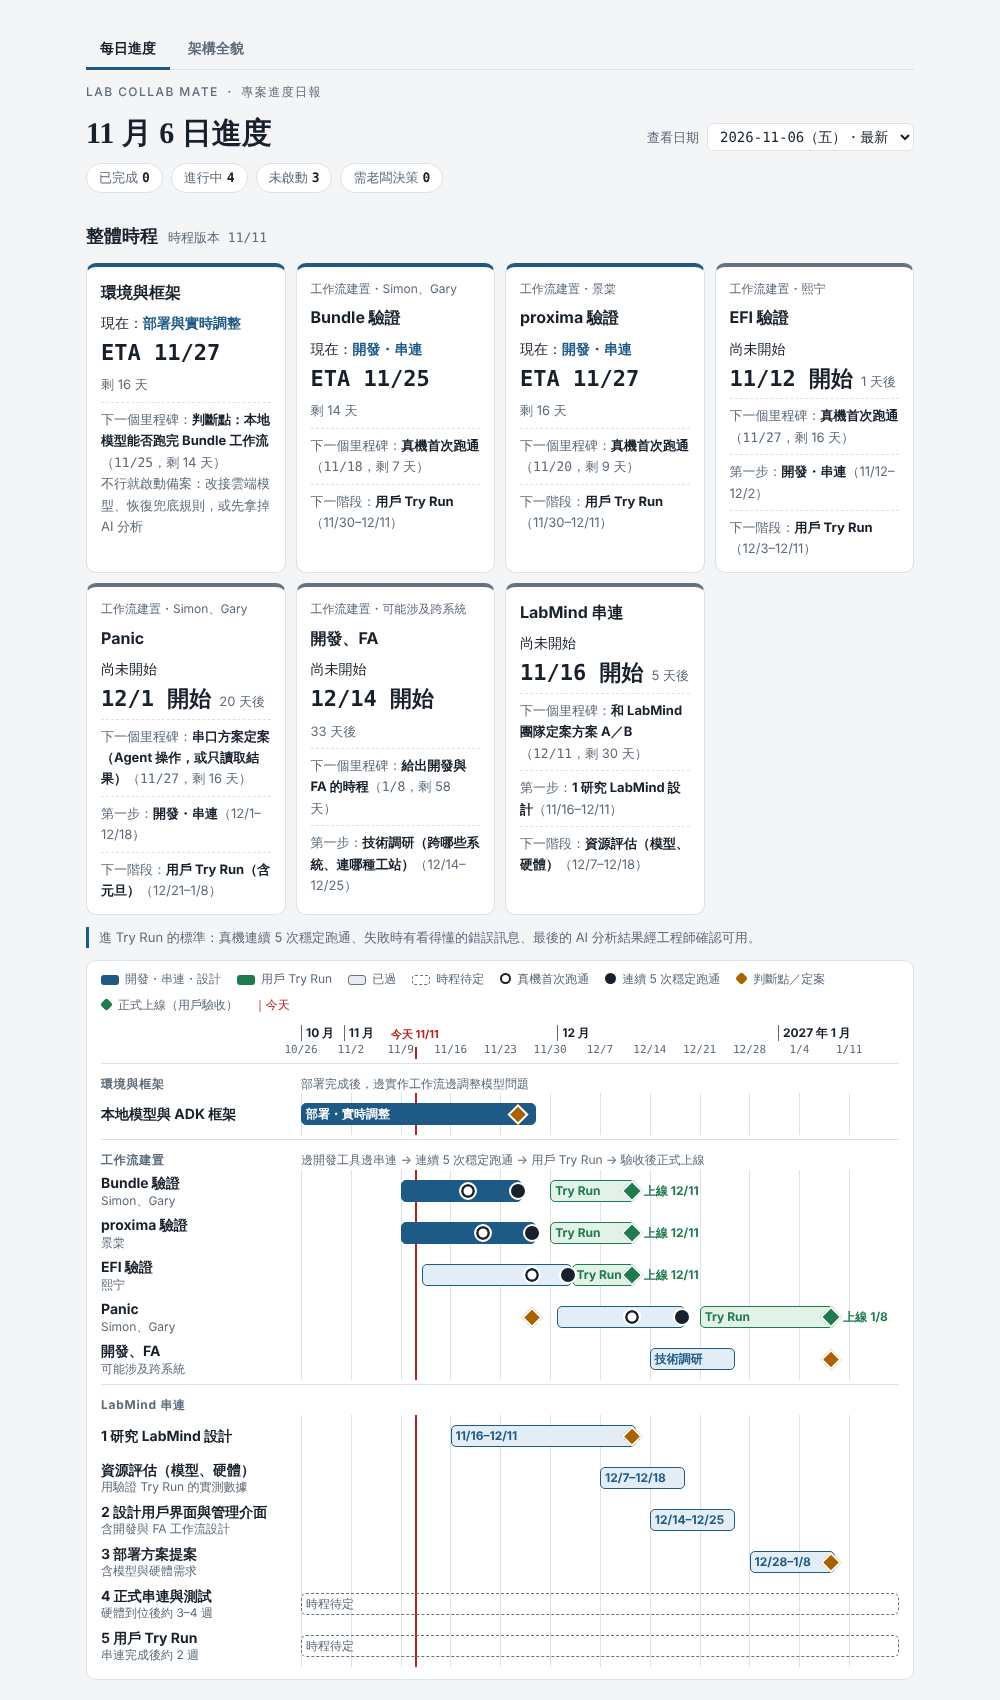 每日進度 架構全貌
LAB COLLAB MATE · 專案進度日報
11 月 6 日進度
查看日期 2026-11-06（五）· 最新
已完成 0 進行中 4 未啟動 3 需老闆決策 0
整體時程 時程版本 11/11
環境與框架
現在：部署與實時調整
ETA 11/27
剩 16 天
下一個里程碑：判斷點：本地
模型能否跑完 Bundle 工作流
（11/25，剩 14 天）
不行就啟動備案：改接雲端模
型、恢復兜底規則，或先拿掉
AI 分析
工作流建置・Simon、Gary
Bundle 驗證
現在：開發・串連
ETA 11/25
剩 14 天
下一個里程碑：真機首次跑通
（11/18，剩 7 天）
下一階段：用戶 Try Run
（11/30–12/11）
工作流建置・景棠
proxima 驗證
現在：開發・串連
ETA 11/27
剩 16 天
下一個里程碑：真機首次跑通
（11/20，剩 9 天）
下一階段：用戶 Try Run
（11/30–12/11）
工作流建置・熙宁
EFI 驗證
尚未開始
11/12 開始 1 天後
下一個里程碑：真機首次跑通
（11/27，剩 16 天）
第一步：開發・串連（11/12–
12/2）
下一階段：用戶 Try Run
（12/3–12/11）
工作流建置・Simon、Gary
Panic
尚未開始
12/1 開始 20 天後
下一個里程碑：串口方案定案
（Agent 操作，或只讀取結
果）（11/27，剩 16 天）
第一步：開發・串連（12/1–
12/18）
下一階段：用戶 Try Run（含
元旦）（12/21–1/8）
工作流建置・可能涉及跨系統
開發、FA
尚未開始
12/14 開始
33 天後
下一個里程碑：給出開發與
FA 的時程（1/8，剩 58
天）
第一步：技術調研（跨哪些系
統、連哪種工站）（12/14–
12/25）
LabMind 串連
尚未開始
11/16 開始 5 天後
下一個里程碑：和 LabMind
團隊定案方案 A／B
（12/11，剩 30 天）
第一步：1 研究 LabMind 設
計（11/16–12/11）
下一階段：資源評估（模型、
硬體）（12/7–12/18）
進 Try Run 的標準：真機連續 5 次穩定跑通、失敗時有看得懂的錯誤訊息、最後的 AI 分析結果經工程師確認可用。
開發・串連・設計 用戶 Try Run 已過 時程待定 真機首次跑通 連續 5 次穩定跑通 判斷點／定案
正式上線（用戶驗收） ｜今天
10 月 11 月 今天 11/11 12 月 2027 年 1 月
10/26 11/2 11/9 11/16 11/23 11/30 12/7 12/14 12/21 12/28 1/4 1/11
環境與框架 部署完成後，邊實作工作流邊調整模型問題
本地模型與 ADK 框架 部署・實時調整
工作流建置 邊開發工具邊串連 → 連續 5 次穩定跑通 → 用戶 Try Run → 驗收後正式上線
Bundle 驗證 Try Run 上線 12/11
Simon、Gary
proxima 驗證 Try Run 上線 12/11
景棠
EFI 驗證 Try Run 上線 12/11
熙宁
Panic Try Run 上線 1/8
Simon、Gary
開發、FA 技術調研
可能涉及跨系統
LabMind 串連
1 研究 LabMind 設計 11/16–12/11
資源評估（模型、硬體） 12/7–12/18
用驗證 Try Run 的實測數據
2 設計用戶界面與管理介面 12/14–12/25
含開發與 FA 工作流設計
3 部署方案提案 12/28–1/8
含模型與硬體需求
4 正式串連與測試 時程待定
硬體到位後約 3–4 週
5 用戶 Try Run 時程待定
串連完成後約 2 週